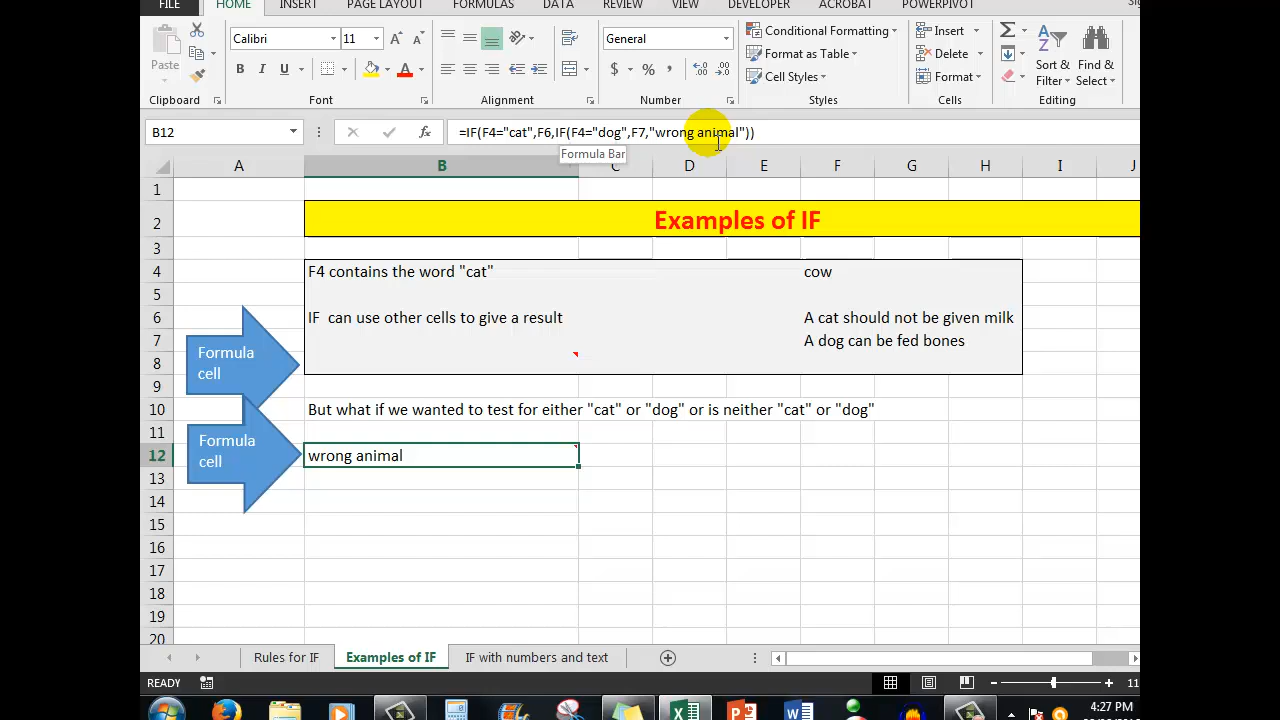 FILE HOME INSERT PAGE LAYOUT FORMULAS DATA REVIEW VIEW DEVELOPER ACROBAT POWERPIVOT
Paste
Calibri 11
B I U
General
$ % ,
Conditional Formatting
Format as Table
Cell Styles
Insert
Delete
Format
Sort & Filter
Find & Select
Clipboard Font Alignment Number Styles Cells Editing
B12 fx =IF(F4="cat",F6,IF(F4="dog",F7,"wrong animal"))
Formula Bar
A B C D E F G H I J
1
2 Examples of IF
3
4 F4 contains the word "cat" cow
5
6 IF can use other cells to give a result A cat should not be given milk
7 A dog can be fed bones
Formula
cell
8
9
10 But what if we wanted to test for either "cat" or "dog" or is neither "cat" or "dog"
11
Formula
cell
12 wrong animal
13
14
15
16
17
18
19
20
Rules for IF Examples of IF IF with numbers and text
READY 11
4:27 PM